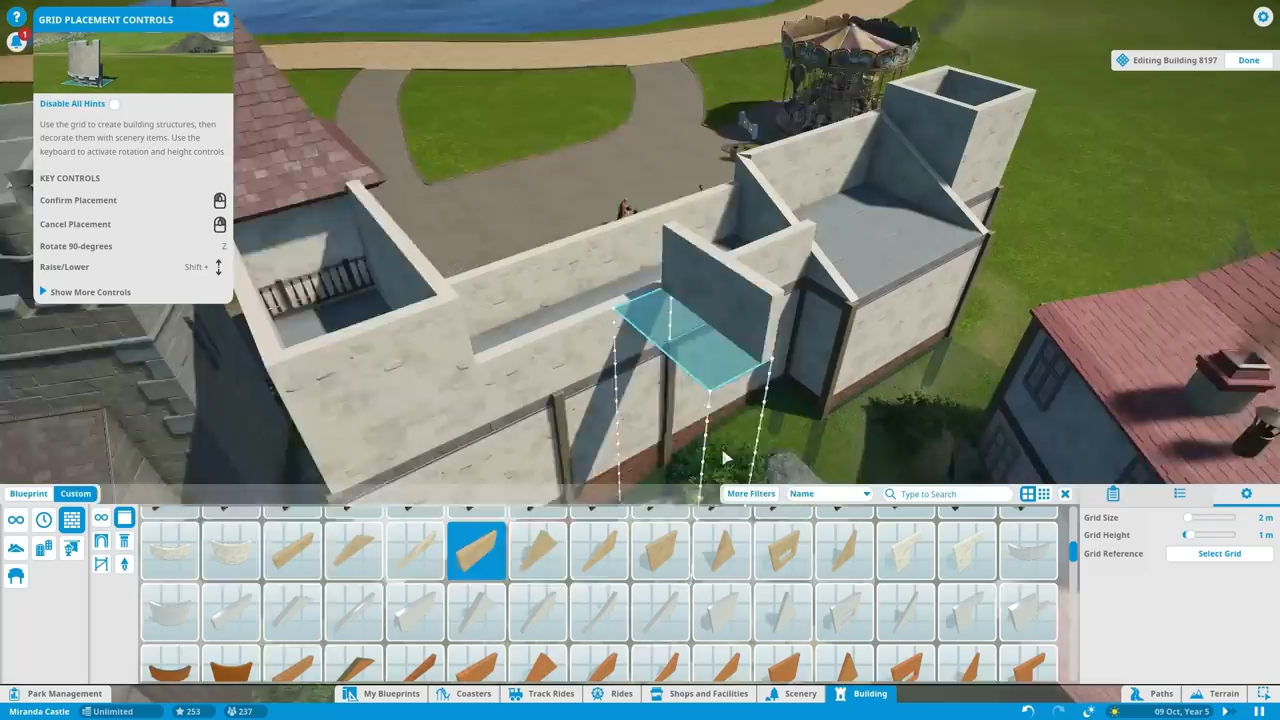 ?
1
GRID PLACEMENT CONTROLS
Disable All Hints
Use the grid to create building structures, then
decorate them with scenery items. Use the
keyboard to activate rotation and height controls
KEY CONTROLS
Confirm Placement
Cancel Placement
Rotate 90-degrees Z
Raise/Lower Shift +
Show More Controls
Editing Building 8197 Done
Blueprint Custom More Filters Name Type to Search
Grid Size 2 m
Grid Height 1 m
Grid Reference Select Grid
Park Management My Blueprints Coasters Track Rides Rides Shops and Facilities Scenery Building Paths Terrain
Miranda Castle Unlimited 253 237 09 Oct, Year 5